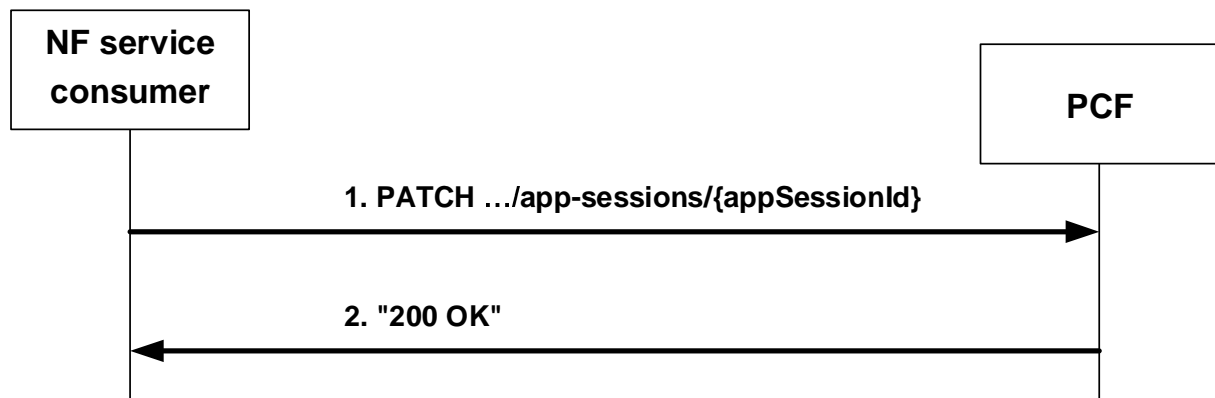 NF service
consumer
PCF
1. PATCH …/app-sessions/{appSessionId}
2. "200 OK"